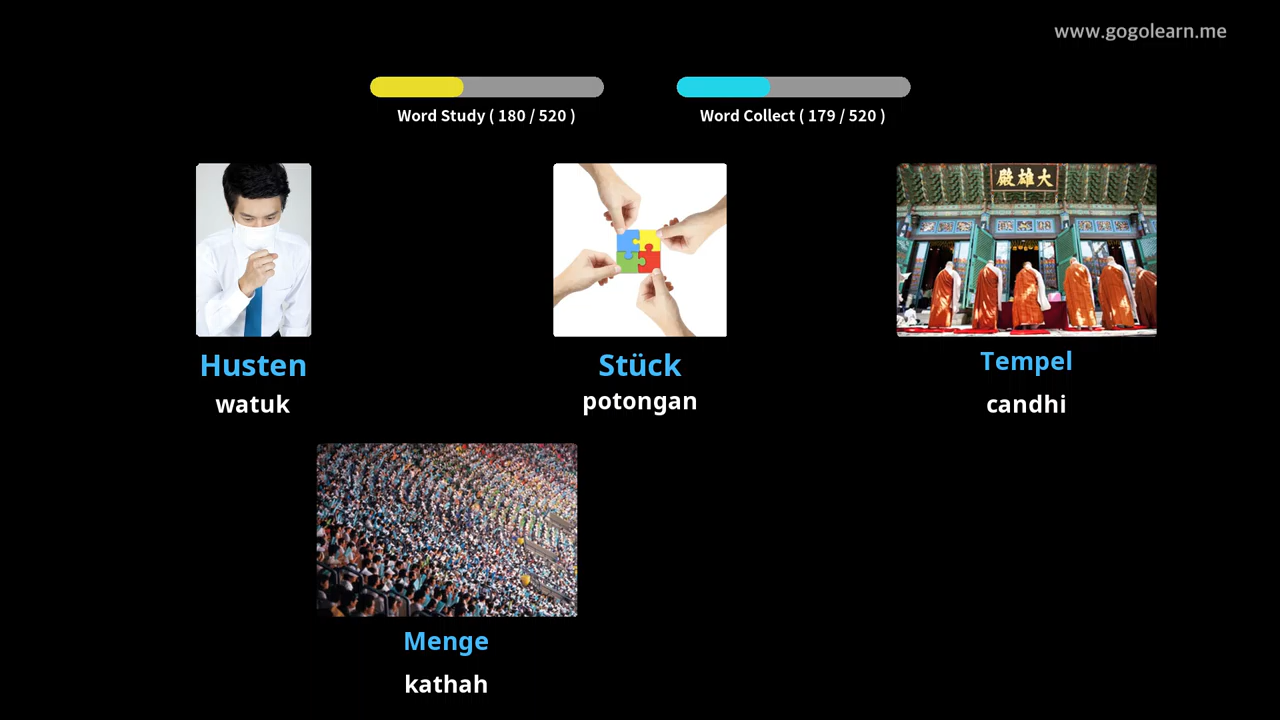 www.gogolearn.me
Word Study ( 180 / 520 )
Word Collect ( 179 / 520 )
殿雄大
Husten
watuk
Stück
potongan
Tempel
candhi
Menge
kathah